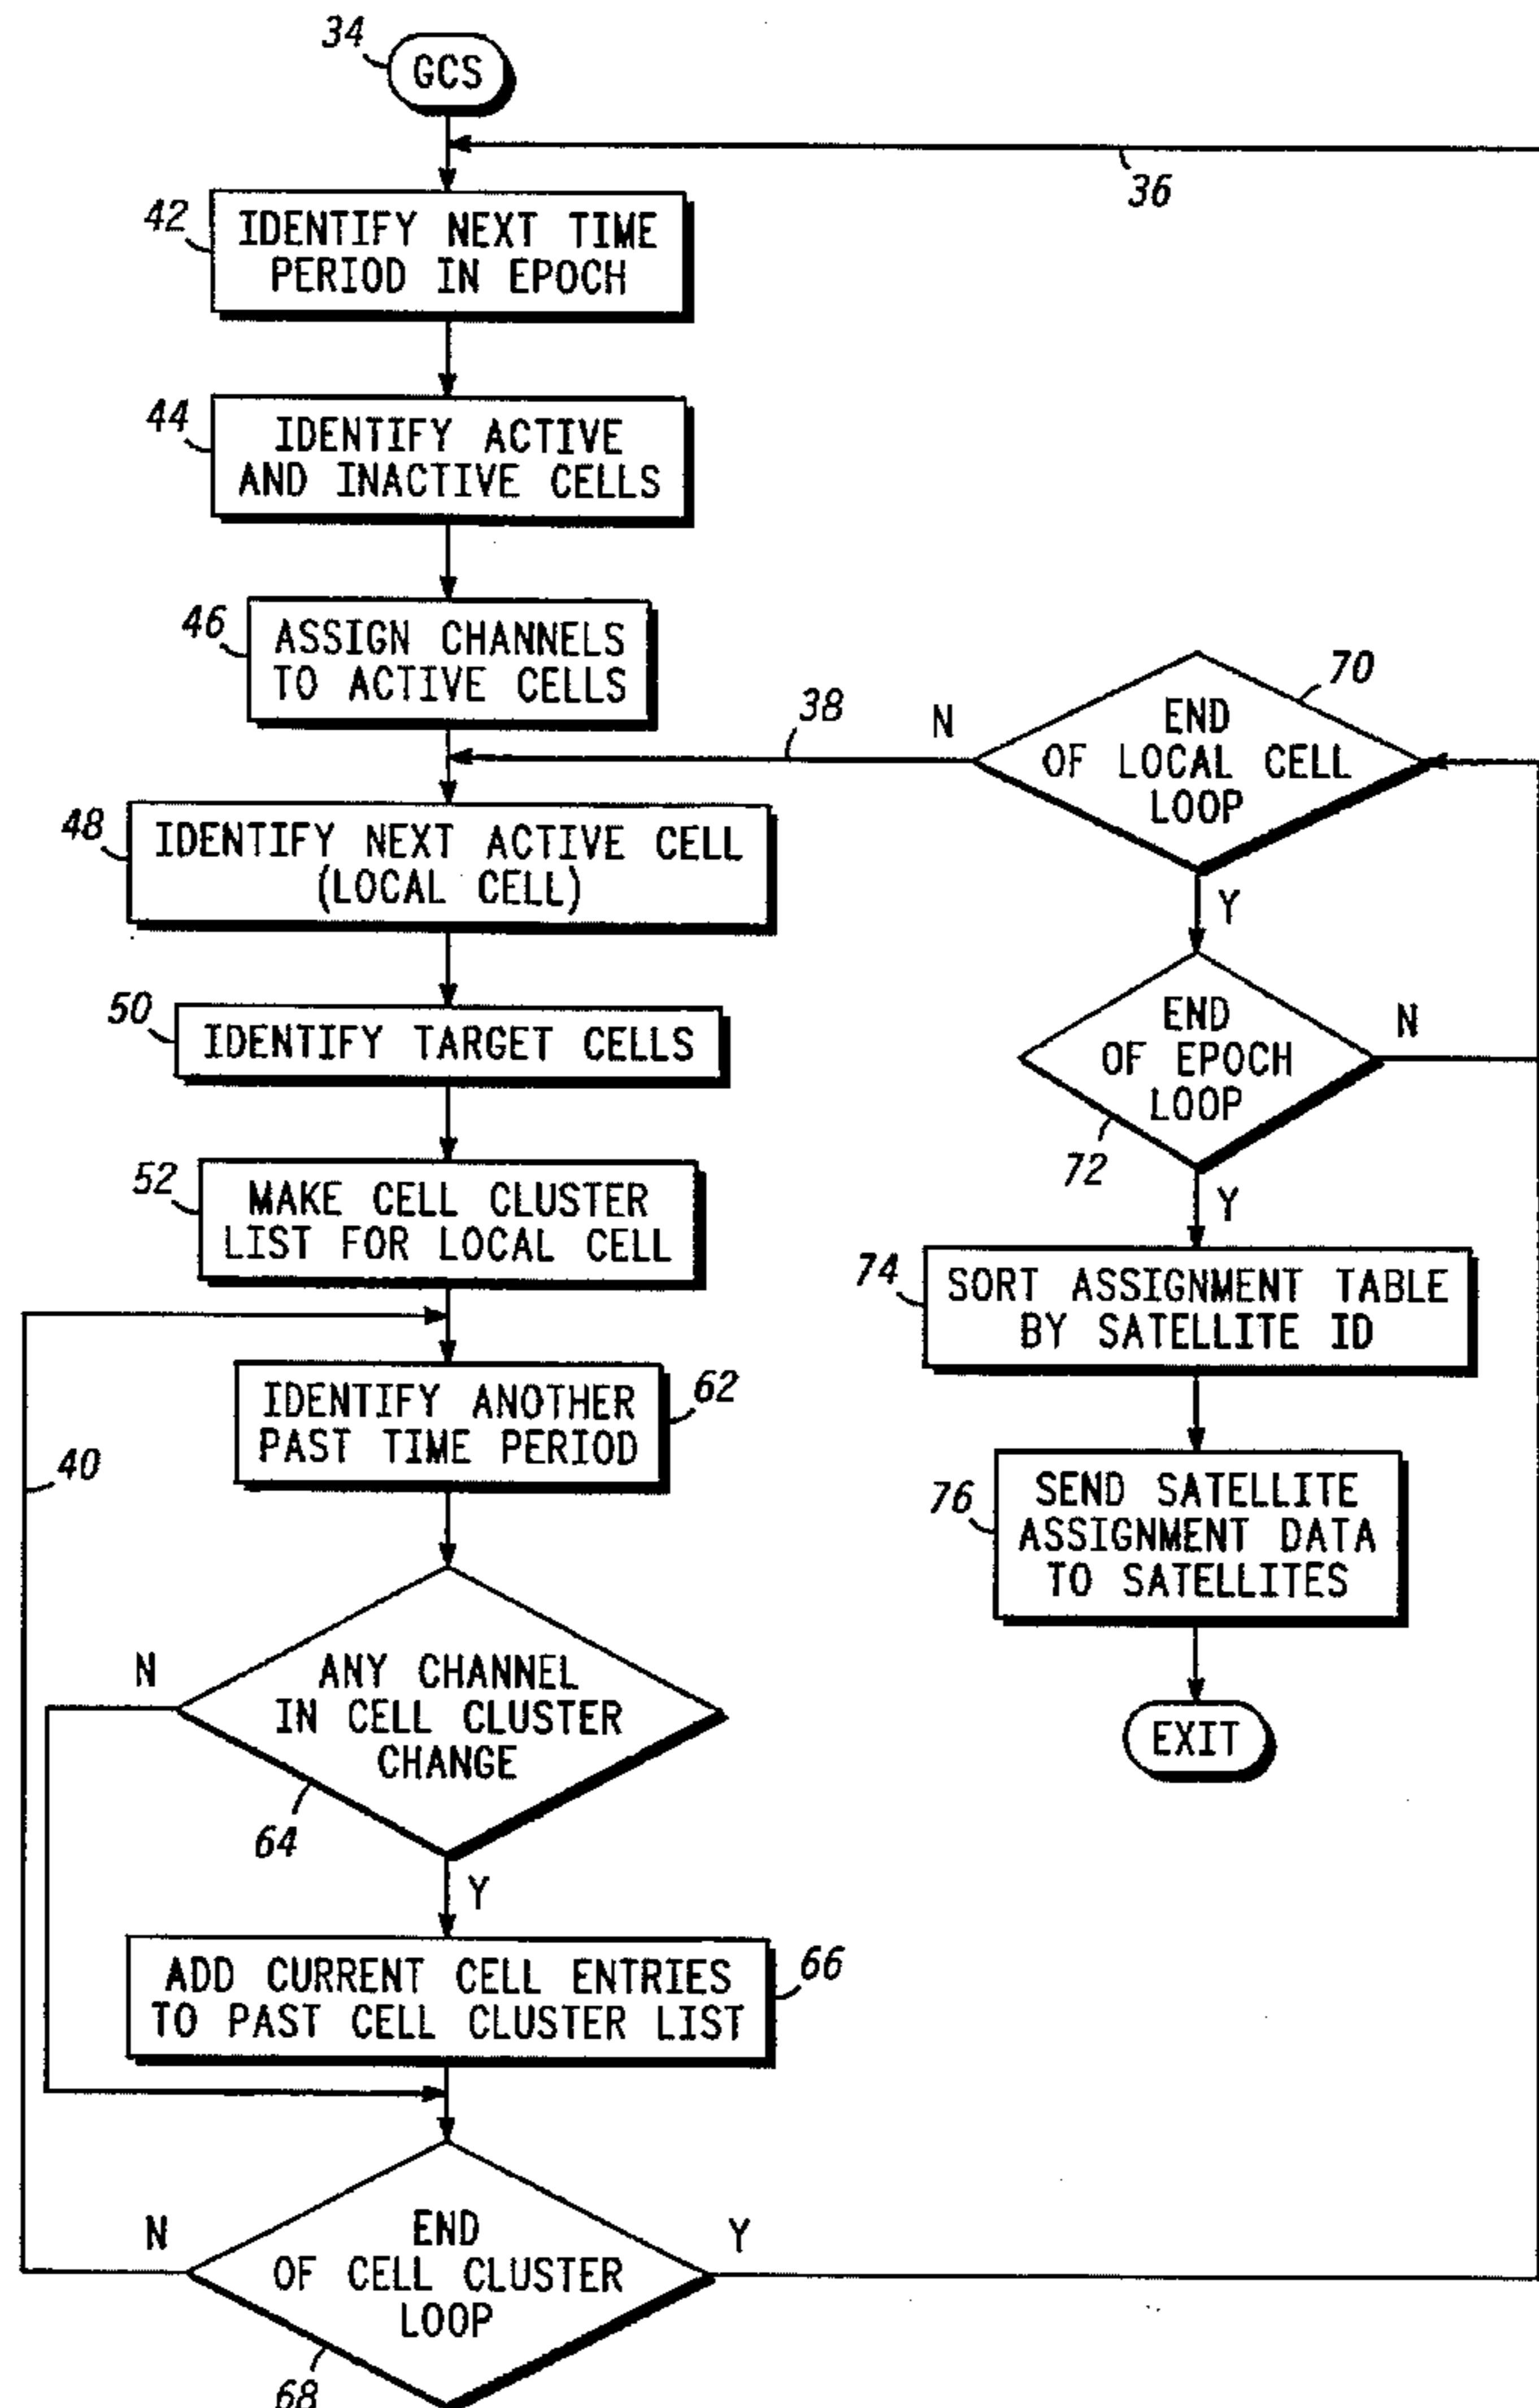 34
GCS
36
42
IDENTIFY NEXT TIME
PERIOD IN EPOCH
44
IDENTIFY ACTIVE
AND INACTIVE CELLS
46
ASSIGN CHANNELS
TO ACTIVE CELLS
38
N
70
END
OF LOCAL CELL
LOOP
Y
48
IDENTIFY NEXT ACTIVE CELL
(LOCAL CELL)
50
IDENTIFY TARGET CELLS
END
OF EPOCH
LOOP
N
72
Y
52
MAKE CELL CLUSTER
LIST FOR LOCAL CELL
74
SORT ASSIGNMENT TABLE
BY SATELLITE ID
62
IDENTIFY ANOTHER
PAST TIME PERIOD
40
76
SEND SATELLITE
ASSIGNMENT DATA
TO SATELLITES
EXIT
N
ANY CHANNEL
IN CELL CLUSTER
CHANGE
64
Y
66
ADD CURRENT CELL ENTRIES
TO PAST CELL CLUSTER LIST
N
END
OF CELL CLUSTER
LOOP
Y
68